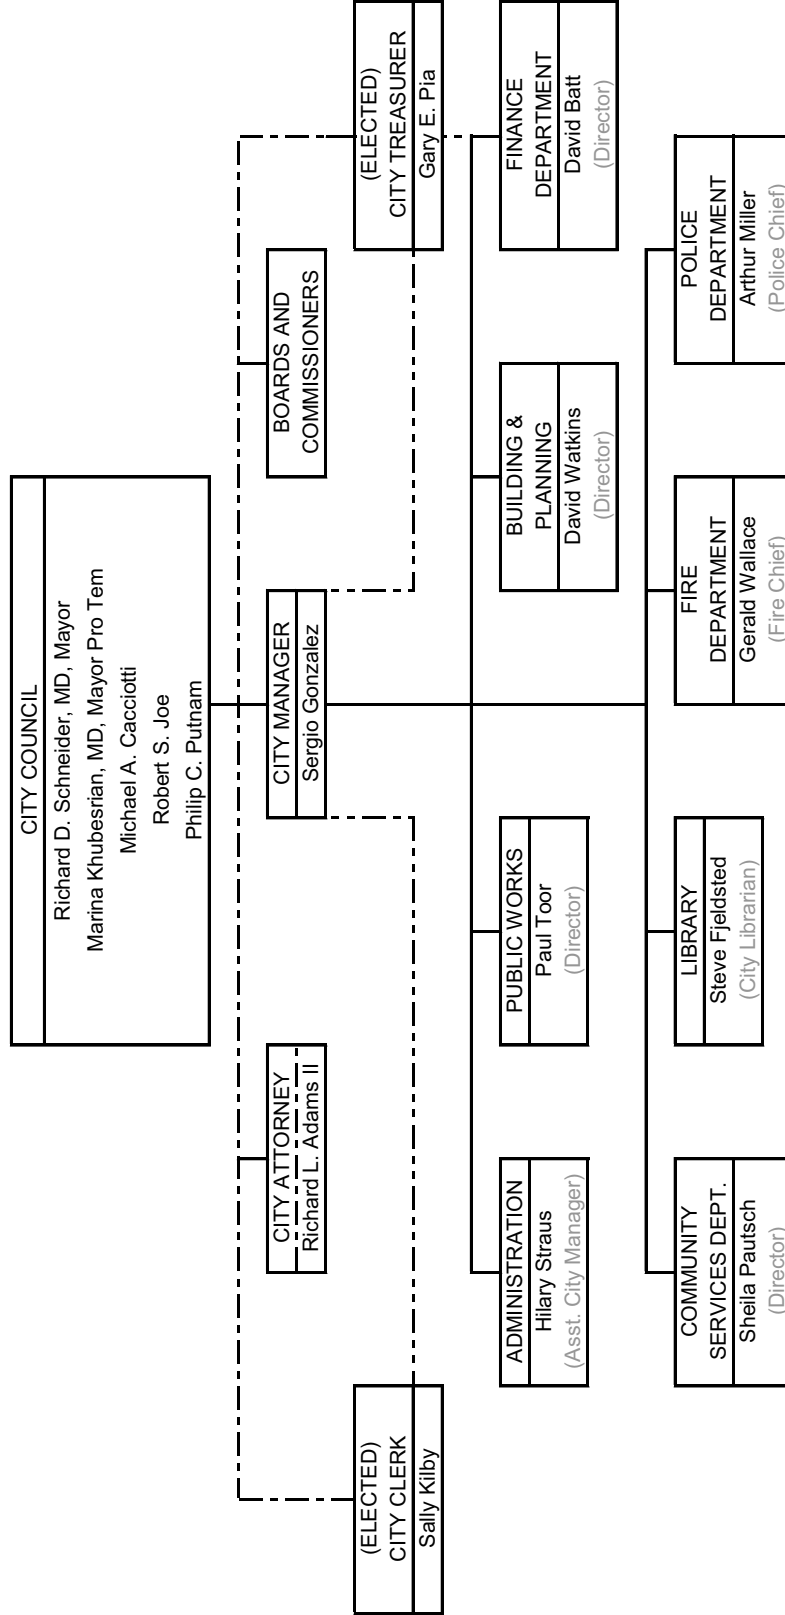 CITY COUNCIL
Richard D. Schneider, MD, Mayor
Marina Khubesrian, MD, Mayor Pro Tem
Michael A. Cacciotti
Robert S. Joe
Philip C. Putnam
CITY ATTORNEY
Richard L. Adams II
CITY MANAGER
Sergio Gonzalez
BOARDS AND
COMMISSIONERS
(ELECTED)
CITY CLERK
Sally Kilby
(ELECTED)
CITY TREASURER
Gary E. Pia
ADMINISTRATION
Hilary Straus
(Asst. City Manager)
PUBLIC WORKS
Paul Toor
(Director)
BUILDING &
PLANNING
David Watkins
(Director)
FINANCE
DEPARTMENT
David Batt
(Director)
COMMUNITY
SERVICES DEPT.
Sheila Pautsch
(Director)
LIBRARY
Steve Fjeldsted
(City Librarian)
FIRE
DEPARTMENT
Gerald Wallace
(Fire Chief)
POLICE
DEPARTMENT
Arthur Miller
(Police Chief)